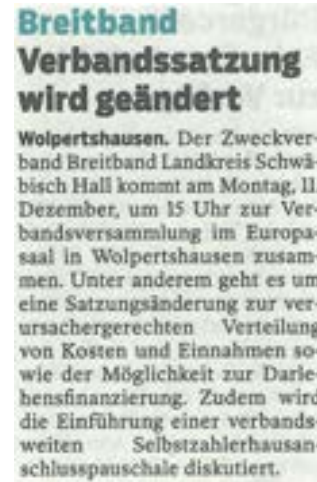 Breitband
Verbandssatzung
wird geändert
Wolpertshausen. Der Zweckver-
band Breitband Landkreis Schwä-
bisch Hall kommt am Montag, 11.
Dezember, um 15 Uhr zur Ver-
bandsversammlung im Europa-
saal in Wolpertshausen zusam-
men. Unter anderem geht es um
eine Satzungsänderung zur ver-
ursachergerechten Verteilung
von Kosten und Einnahmen so-
wie der Möglichkeit zur Darle-
hensfinanzierung. Zudem wird
die Einführung einer verbands-
weiten Selbstzahlerhausan-
schlusspauschale diskutiert.